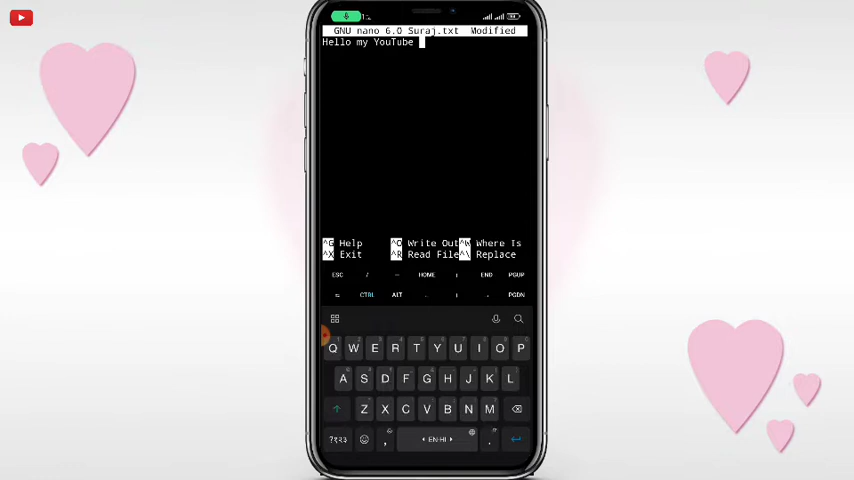 GNU nano 6.0 Suraj.txt Modified
Hello my YouTube
^G Help ^O Write Out ^W Where Is
^X Exit ^R Read File ^\ Replace
ESC / — HOME ↑ END PGUP
CTRL ALT PGDN
Q W E R T Y U I O P
A S D F G H J K L
Z X C V B N M
?१२३ , EN·HI .